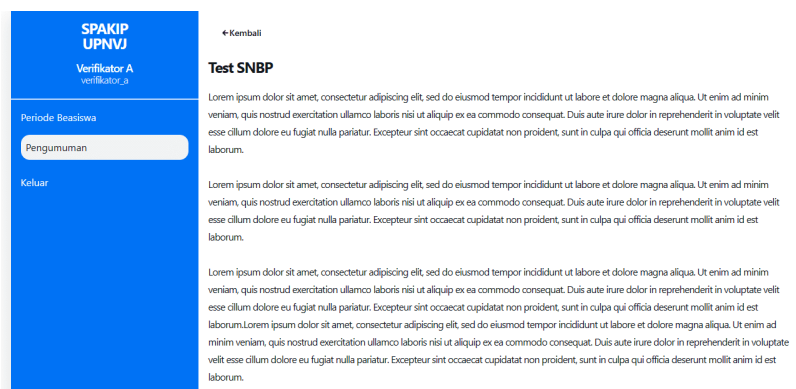 SPAKIP
UPNVJ
Verifikator A
verifikator_a
Periode Beasiswa
Pengumuman
Keluar
←Kembali
Test SNBP
Lorem ipsum dolor sit amet, consectetur adipiscing elit, sed do eiusmod tempor incididunt ut labore et dolore magna aliqua. Ut enim ad minim
veniam, quis nostrud exercitation ullamco laboris nisi ut aliquip ex ea commodo consequat. Duis aute irure dolor in reprehenderit in voluptate velit
esse cillum dolore eu fugiat nulla pariatur. Excepteur sint occaecat cupidatat non proident, sunt in culpa qui officia deserunt mollit anim id est
laborum.
Lorem ipsum dolor sit amet, consectetur adipiscing elit, sed do eiusmod tempor incididunt ut labore et dolore magna aliqua. Ut enim ad minim
veniam, quis nostrud exercitation ullamco laboris nisi ut aliquip ex ea commodo consequat. Duis aute irure dolor in reprehenderit in voluptate velit
esse cillum dolore eu fugiat nulla pariatur. Excepteur sint occaecat cupidatat non proident, sunt in culpa qui officia deserunt mollit anim id est
laborum.
Lorem ipsum dolor sit amet, consectetur adipiscing elit, sed do eiusmod tempor incididunt ut labore et dolore magna aliqua. Ut enim ad minim
veniam, quis nostrud exercitation ullamco laboris nisi ut aliquip ex ea commodo consequat. Duis aute irure dolor in reprehenderit in voluptate velit
esse cillum dolore eu fugiat nulla pariatur. Excepteur sint occaecat cupidatat non proident, sunt in culpa qui officia deserunt mollit anim id est
laborum.Lorem ipsum dolor sit amet, consectetur adipiscing elit, sed do eiusmod tempor incididunt ut labore et dolore magna aliqua. Ut enim ad
minim veniam, quis nostrud exercitation ullamco laboris nisi ut aliquip ex ea commodo consequat. Duis aute irure dolor in reprehenderit in voluptate
velit esse cillum dolore eu fugiat nulla pariatur. Excepteur sint occaecat cupidatat non proident, sunt in culpa qui officia deserunt mollit anim id est
laborum.